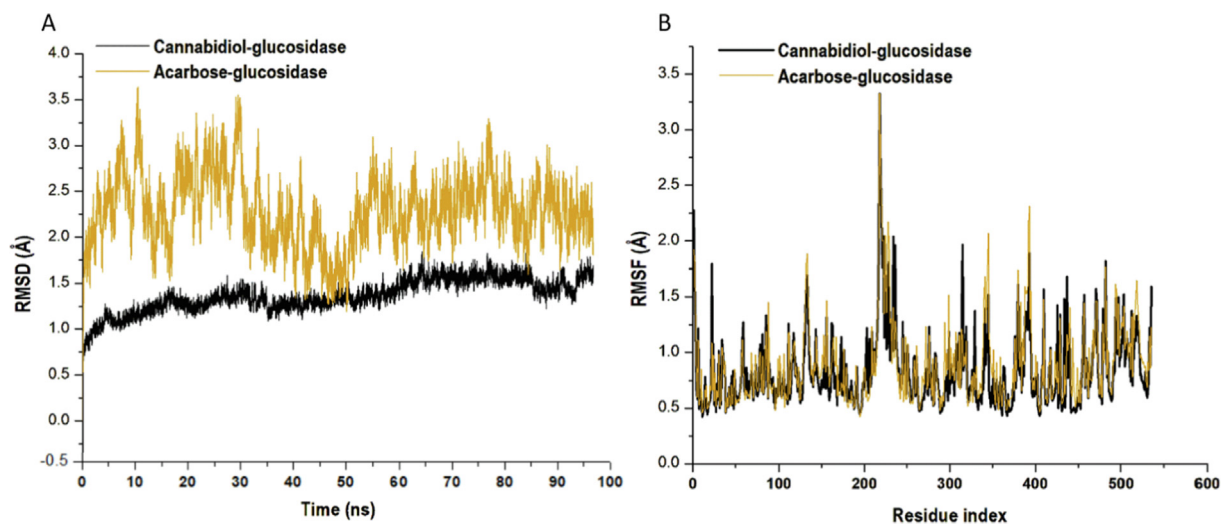 A
Cannabidiol-glucosidase
Acarbose-glucosidase
RMSD (Å)
4.0
3.5
3.0
2.5
2.0
1.5
1.0
0.5
0.0
-0.5
0 10 20 30 40 50 60 70 80 90 100
Time (ns)
B
Cannabidiol-glucosidase
Acarbose-glucosidase
RMSF (Å)
3.5
3.0
2.5
2.0
1.5
1.0
0.5
0.0
0 100 200 300 400 500 600
Residue index